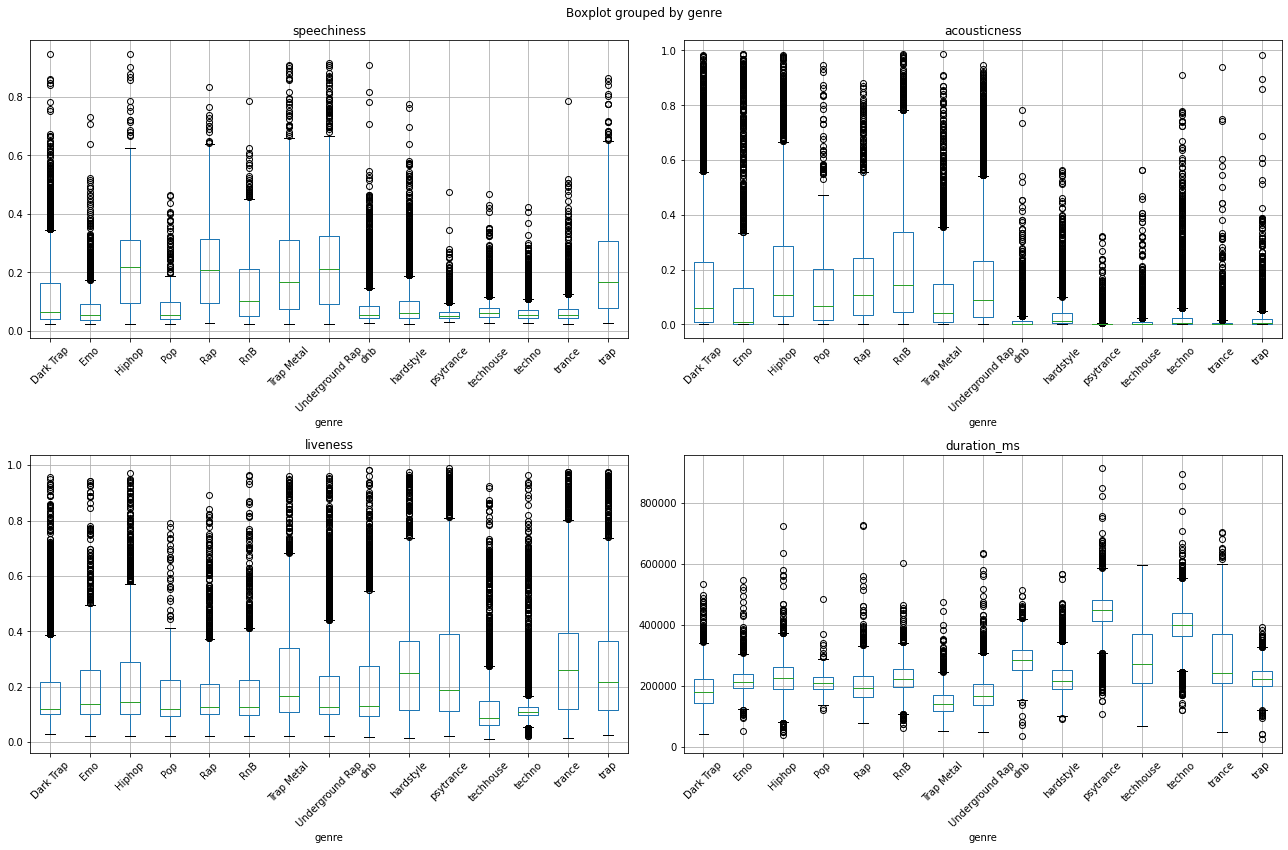 Boxplot grouped by genre
speechiness
0.8
0.6
0.4
0.2
0.0
Dark Trap Emo Hiphop Pop Rap RnB Trap Metal Underground Rap dnb hardstyle psytrance techhouse techno trance trap
genre
acousticness
1.0
0.8
0.6
0.4
0.2
0.0
Dark Trap Emo Hiphop Pop Rap RnB Trap Metal Underground Rap dnb hardstyle psytrance techhouse techno trance trap
genre
liveness
1.0
0.8
0.6
0.4
0.2
0.0
Dark Trap Emo Hiphop Pop Rap RnB Trap Metal Underground Rap dnb hardstyle psytrance techhouse techno trance trap
genre
duration_ms
800000
600000
400000
200000
0
Dark Trap Emo Hiphop Pop Rap RnB Trap Metal Underground Rap dnb hardstyle psytrance techhouse techno trance trap
genre